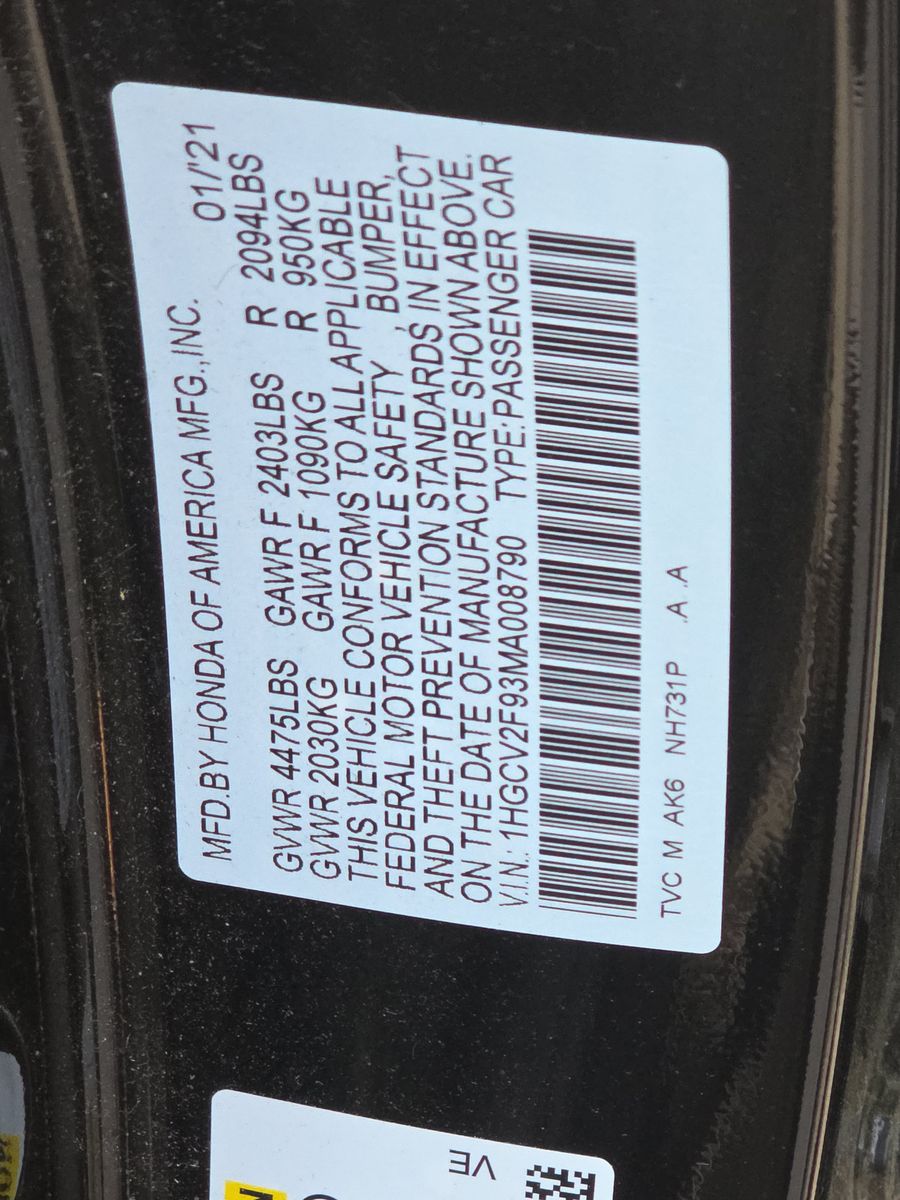 MFD.BY HONDA OF AMERICA MFG.,INC. 01/'21
GVWR 4475LBS GAWR F 2403LBS R 2094LBS
GVWR 2030KG GAWR F 1090KG R 950KG
THIS VEHICLE CONFORMS TO ALL APPLICABLE
FEDERAL MOTOR VEHICLE SAFETY , BUMPER,
AND THEFT PREVENTION STANDARDS IN EFFECT
ON THE DATE OF MANUFACTURE SHOWN ABOVE.
V.I.N.: 1HGCV2F93MA008790 TYPE:PASSENGER CAR
TVC M AK6 NH731P .A .A
VE